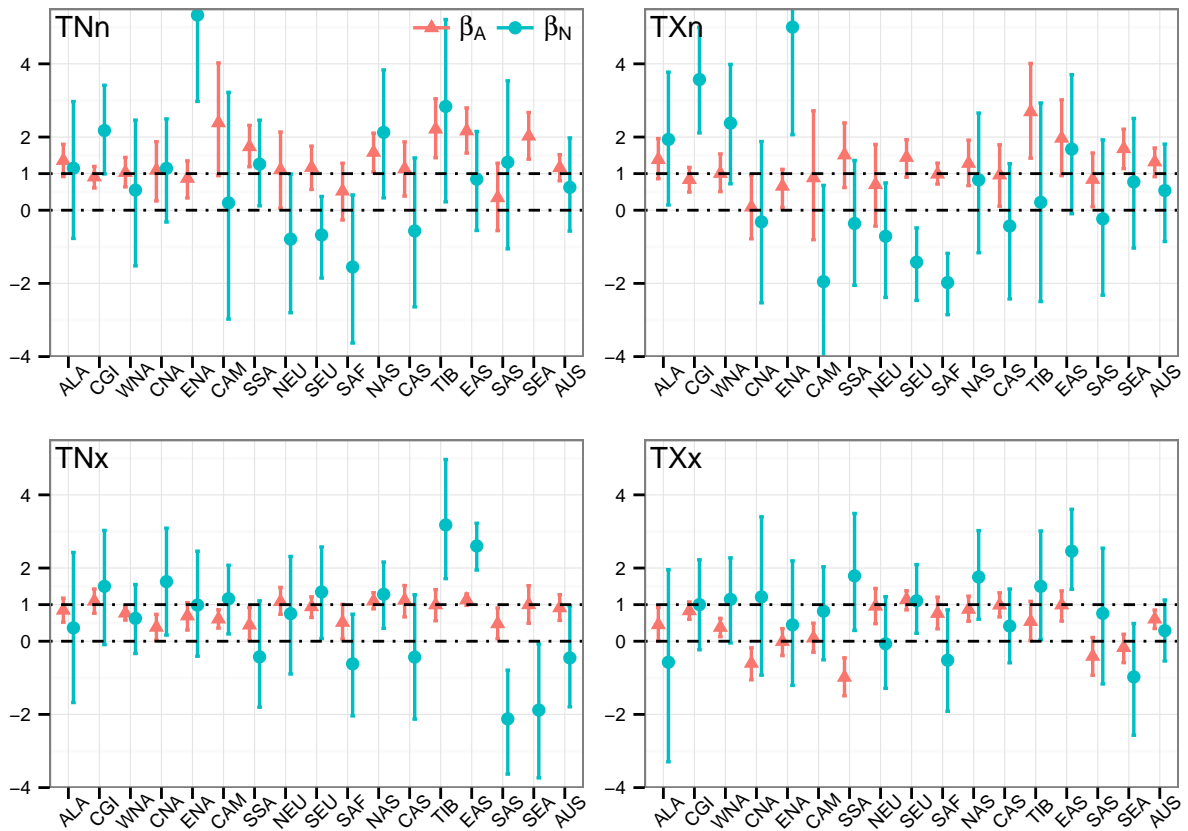 TNn
β_A β_N
4
2
1
0
−2
−4
ALA CGI WNA CNA ENA CAM SSA NEU SEU SAF NAS CAS TIB EAS SAS SEA AUS
TXn
4
2
1
0
−2
−4
ALA CGI WNA CNA ENA CAM SSA NEU SEU SAF NAS CAS TIB EAS SAS SEA AUS
TNx
4
2
1
0
−2
−4
ALA CGI WNA CNA ENA CAM SSA NEU SEU SAF NAS CAS TIB EAS SAS SEA AUS
TXx
4
2
1
0
−2
−4
ALA CGI WNA CNA ENA CAM SSA NEU SEU SAF NAS CAS TIB EAS SAS SEA AUS